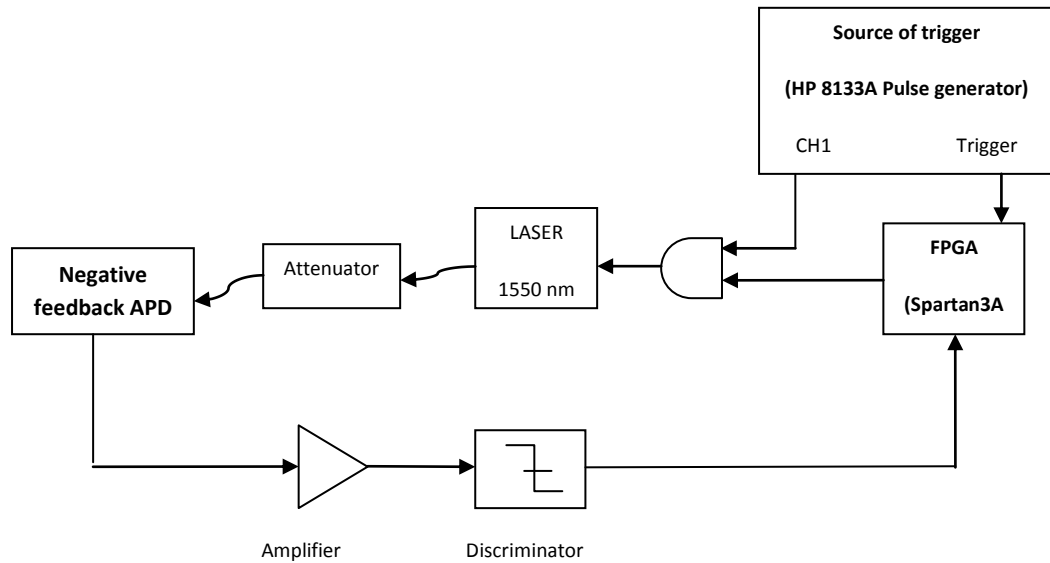 Source of trigger
(HP 8133A Pulse generator)
CH1 Trigger
LASER
1550 nm
FPGA
(Spartan3A
Attenuator
Negative
feedback APD
Amplifier
Discriminator